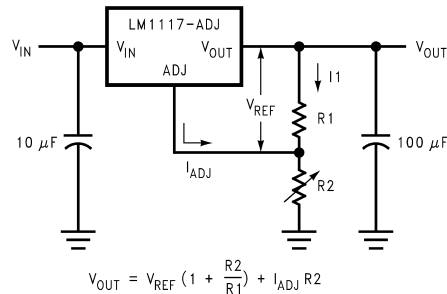 LM1117-ADJ
V_IN
V_IN
V_OUT
V_OUT
ADJ
I1
V_REF
R1
10 μF
100 μF
I_ADJ
R2
V_OUT = V_REF (1 + R2/R1) + I_ADJ R2